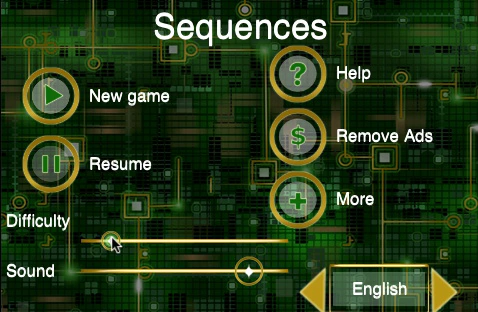 Sequences
New game
Help
Resume
$
Remove Ads
More
Difficulty
Sound
English